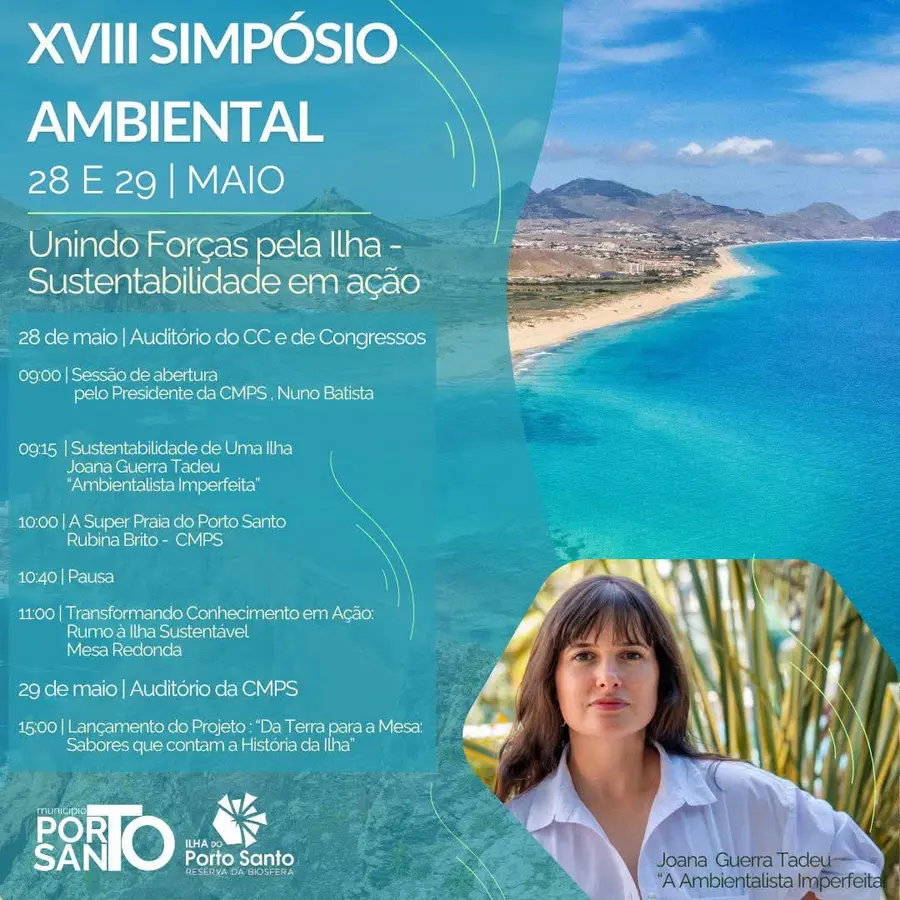 XVIII SIMPÓSIO
AMBIENTAL
28 E 29 | MAIO
Unindo Forças pela Ilha -
Sustentabilidade em ação
28 de maio | Auditório do CC e de Congressos
09:00 | Sessão de abertura
pelo Presidente da CMPS , Nuno Batista
09:15 | Sustentabilidade de Uma Ilha
Joana Guerra Tadeu
“Ambientalista Imperfeita”
10:00 | A Super Praia do Porto Santo
Rubina Brito - CMPS
10:40 | Pausa
11:00 | Transformando Conhecimento em Ação:
Rumo à Ilha Sustentável
Mesa Redonda
29 de maio | Auditório da CMPS
15:00 | Lançamento do Projeto : “Da Terra para a Mesa:
Sabores que contam a História da Ilha”
município
PORTO
SANTO
ILHA DO
Porto Santo
RESERVA DA BIOSFERA
Joana Guerra Tadeu
“A Ambientalista Imperfeita